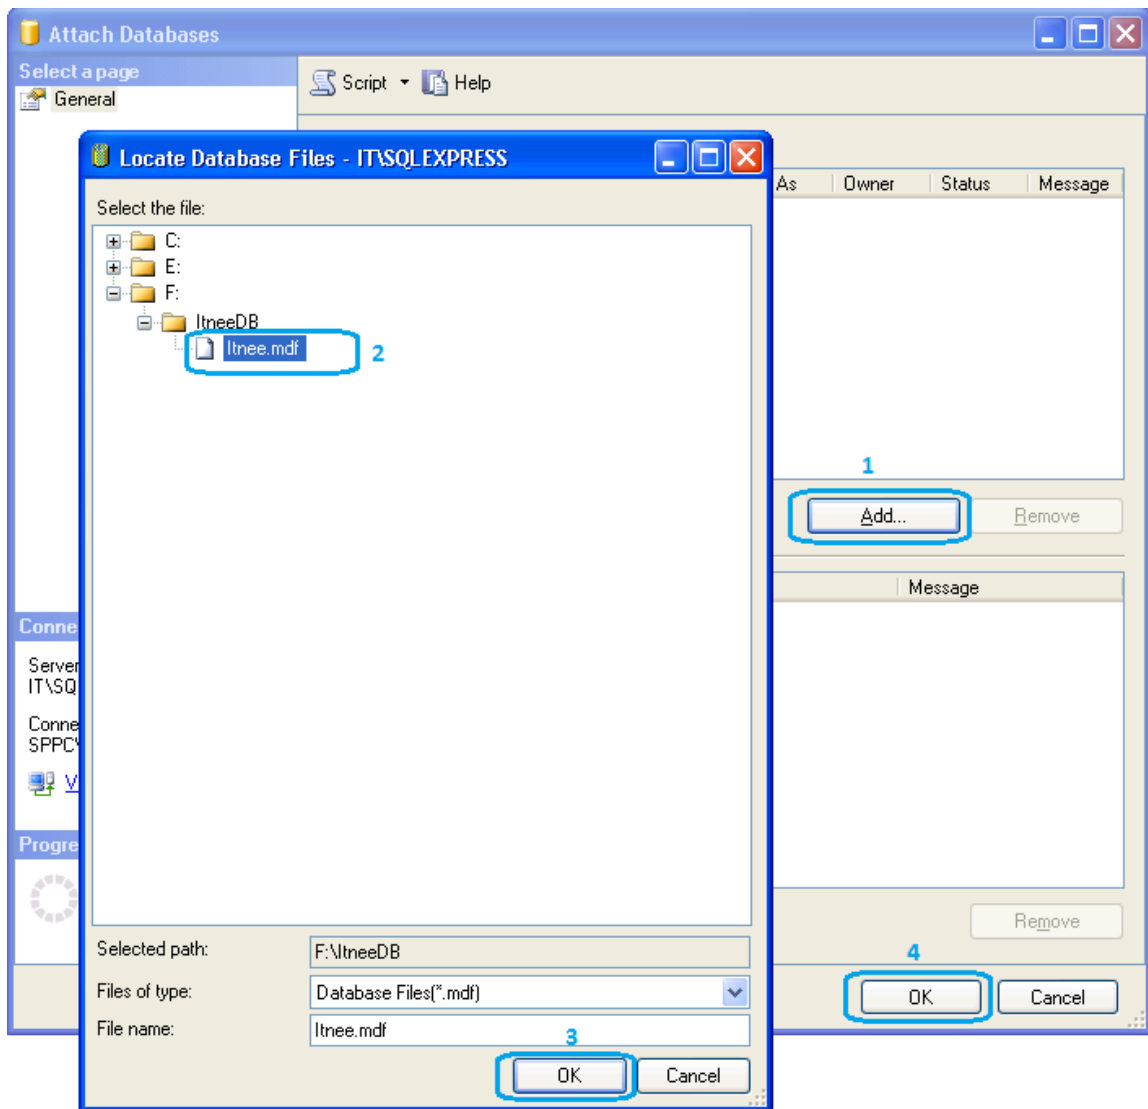 Attach Databases
Select a page
Script Help
General
Locate Database Files - IT\SQLEXPRESS
As Owner Status Message
Select the file:
C:
E:
F:
ItneeDB
Itnee.mdf 2
1
Add... Remove
Message
Conne
Server
IT\SQ
Conne
SPPC\
V
Progre
Remove
Selected path: F:\ItneeDB
4
Files of type: Database Files(*.mdf)
OK Cancel
File name: Itnee.mdf
3
OK Cancel